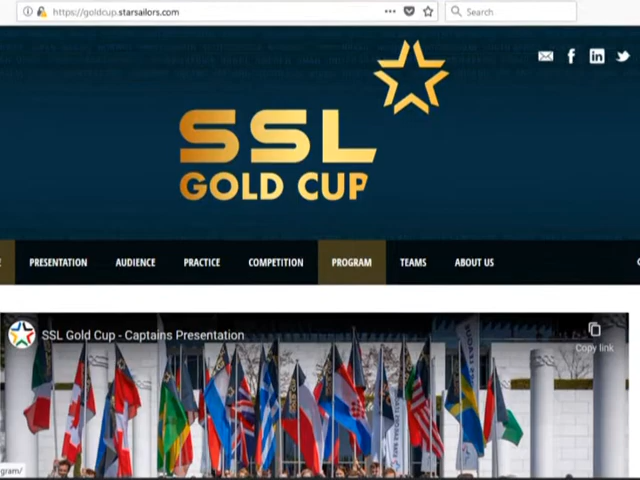 https://goldcup.starsailors.com
Search
SSL
GOLD CUP
PRESENTATION AUDIENCE PRACTICE COMPETITION PROGRAM TEAMS ABOUT US
SSL Gold Cup - Captains Presentation
Copy link
gram/